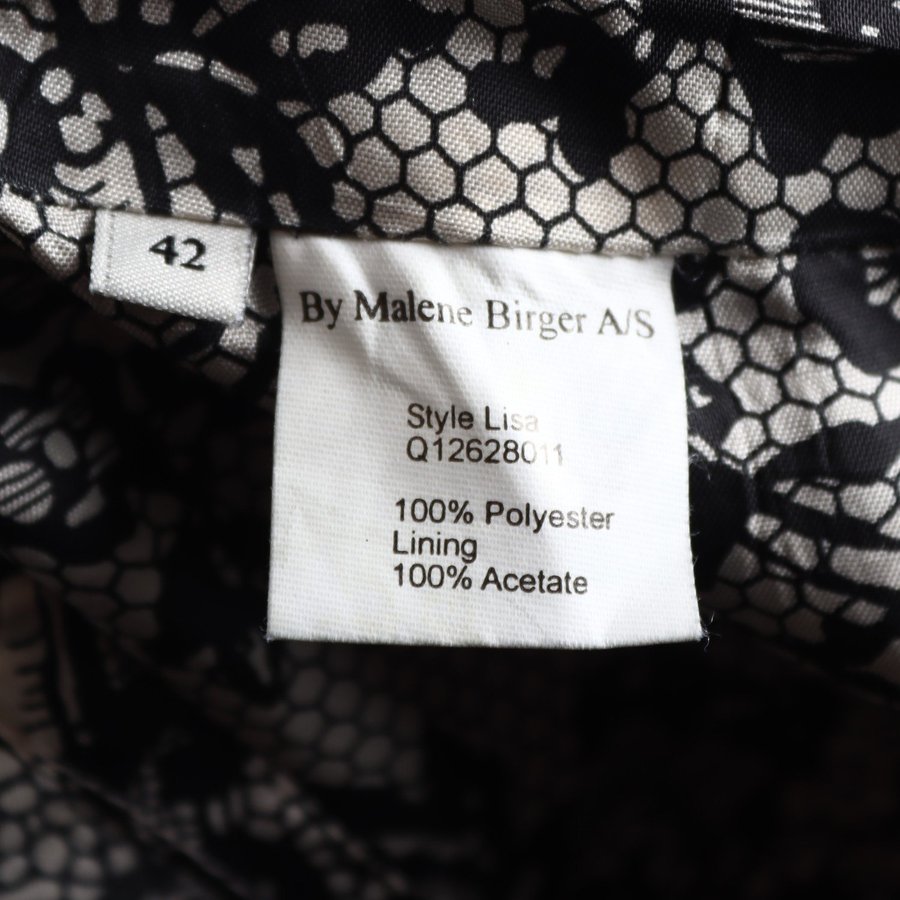 42
By Malene Birger A/S
Style Lisa
Q12628011
100% Polyester
Lining
100% Acetate